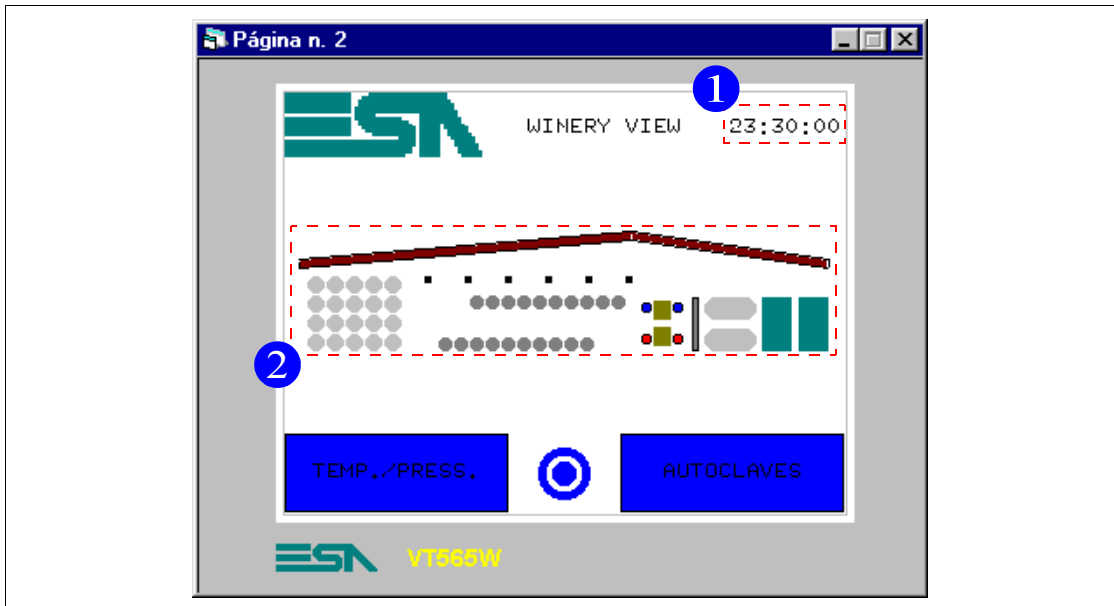 Página n. 2
1
ESA WINERY VIEW 23:30:00
2
TEMP./PRESS. AUTOCLAVES
ESA VT565W